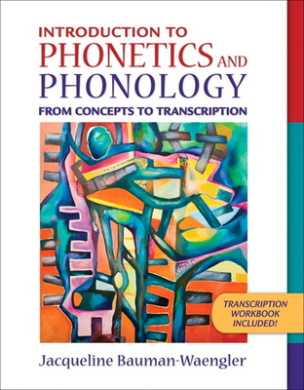 INTRODUCTION TO
PHONETICS AND
PHONOLOGY
FROM CONCEPTS TO TRANSCRIPTION
TRANSCRIPTION
WORKBOOK
INCLUDED!
Jacqueline Bauman-Waengler